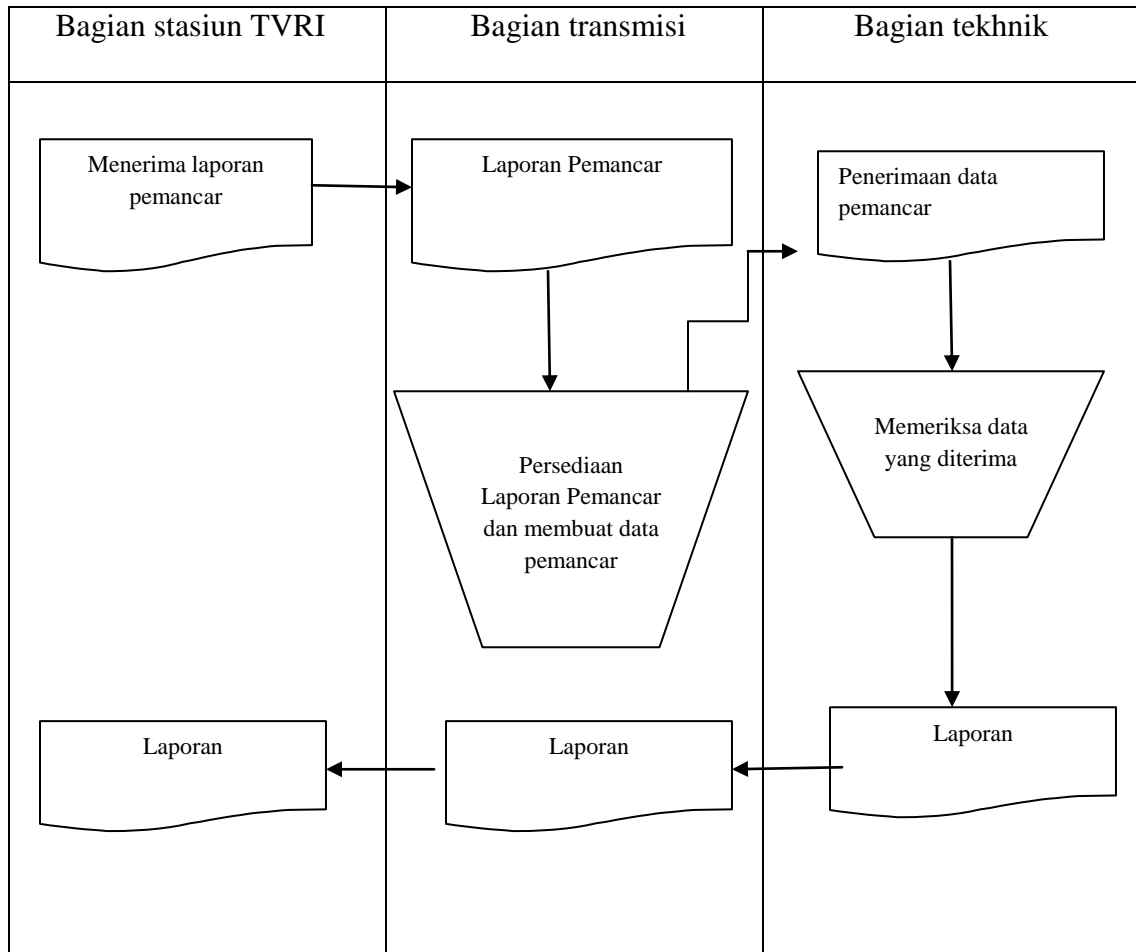 Bagian stasiun TVRI
Bagian transmisi
Bagian tekhnik
Menerima laporan
pemancar
Laporan Pemancar
Penerimaan data
pemancar
Persediaan
Laporan Pemancar
dan membuat data
pemancar
Memeriksa data
yang diterima
Laporan
Laporan
Laporan